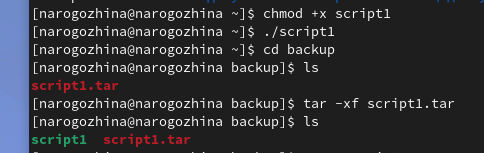 [narogozhina@narogozhina ~]$ chmod +x script1
[narogozhina@narogozhina ~]$ ./script1
[narogozhina@narogozhina ~]$ cd backup
[narogozhina@narogozhina backup]$ ls
script1.tar
[narogozhina@narogozhina backup]$ tar -xf script1.tar
[narogozhina@narogozhina backup]$ ls
script1  script1.tar